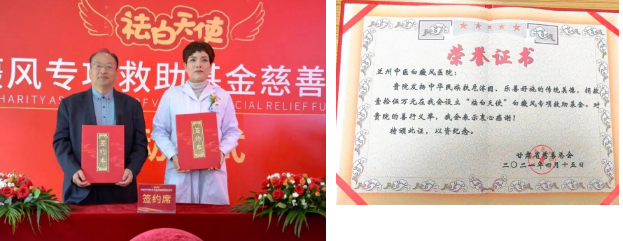 祛白天使
风专项救助基金慈善
CHARITY AS
CIAL RELIEF FU
式
签约本
签约本
签约席
荣誉证书
兰州中医白癜风医院：
贵院发扬中华民族扶危济困、乐善好施的传统美德，捐款
壹拾伍万元在我会设立“祛白天使”白癜风专项救助基金。对
贵院的善行义举，我会表示衷心感谢！
特颁此证，以资纪念。
甘肃省慈善总会
二〇二一年四月十五日